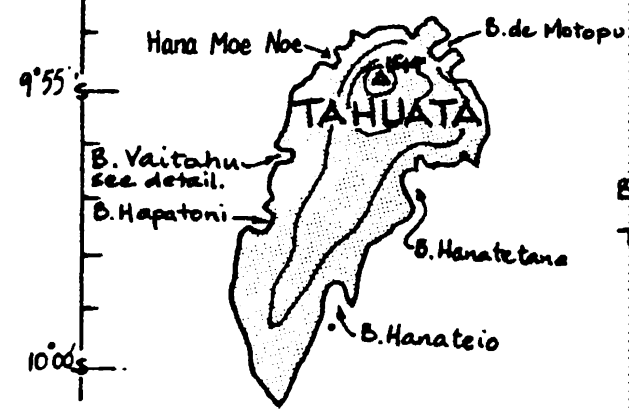 B. de Motopu
Hana Moe Noe
9°55'
S
TAHUATA
B. Vaitahu
see detail.
B. Hapatoni
B. Hanatetana
B. Hanateio
10°00'
S